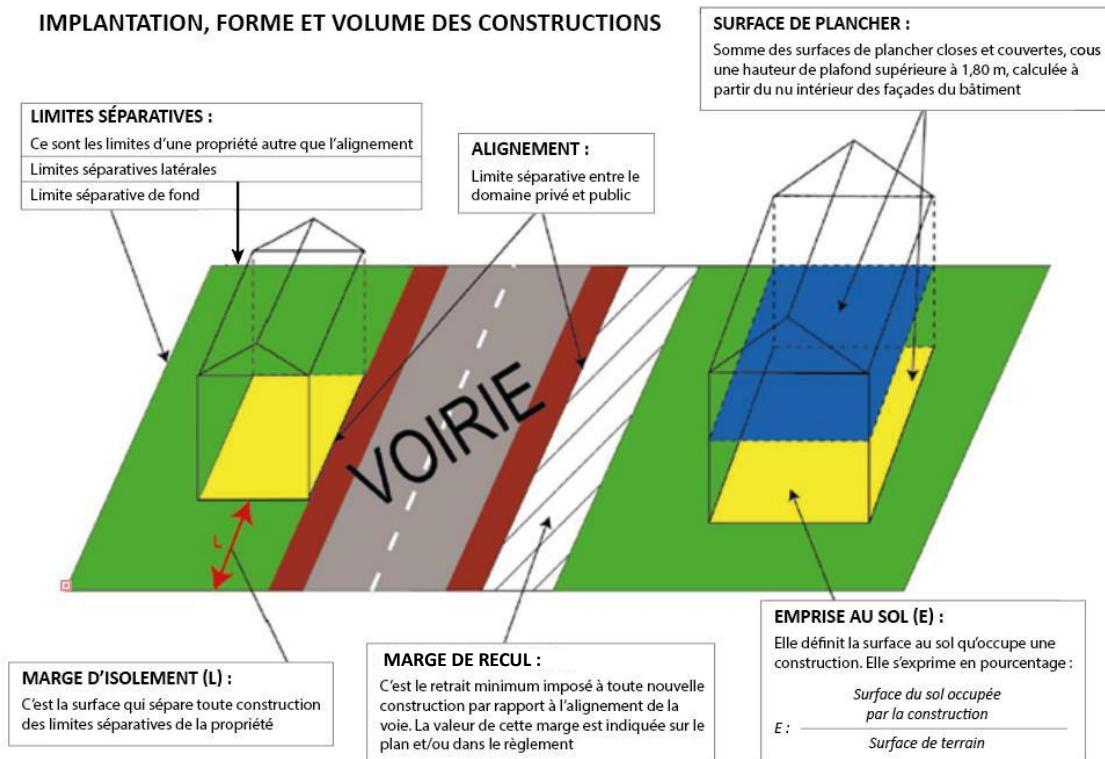 IMPLANTATION, FORME ET VOLUME DES CONSTRUCTIONS
SURFACE DE PLANCHER :
Somme des surfaces de plancher closes et couvertes, cous
une hauteur de plafond supérieure à 1,80 m, calculée à
partir du nu intérieur des façades du bâtiment
LIMITES SÉPARATIVES :
Ce sont les limites d'une propriété autre que l'alignement
Limites séparatives latérales
Limite séparative de fond
ALIGNEMENT :
Limite séparative entre le
domaine privé et public
VOIRIE
L
MARGE D'ISOLEMENT (L) :
C'est la surface qui sépare toute construction
des limites séparatives de la propriété
MARGE DE RECUL :
C'est le retrait minimum imposé à toute nouvelle
construction par rapport à l'alignement de la
voie. La valeur de cette marge est indiquée sur le
plan et/ou dans le règlement
EMPRISE AU SOL (E) :
Elle définit la surface au sol qu'occupe une
construction. Elle s'exprime en pourcentage :
Surface du sol occupée
par la construction
E :
Surface de terrain